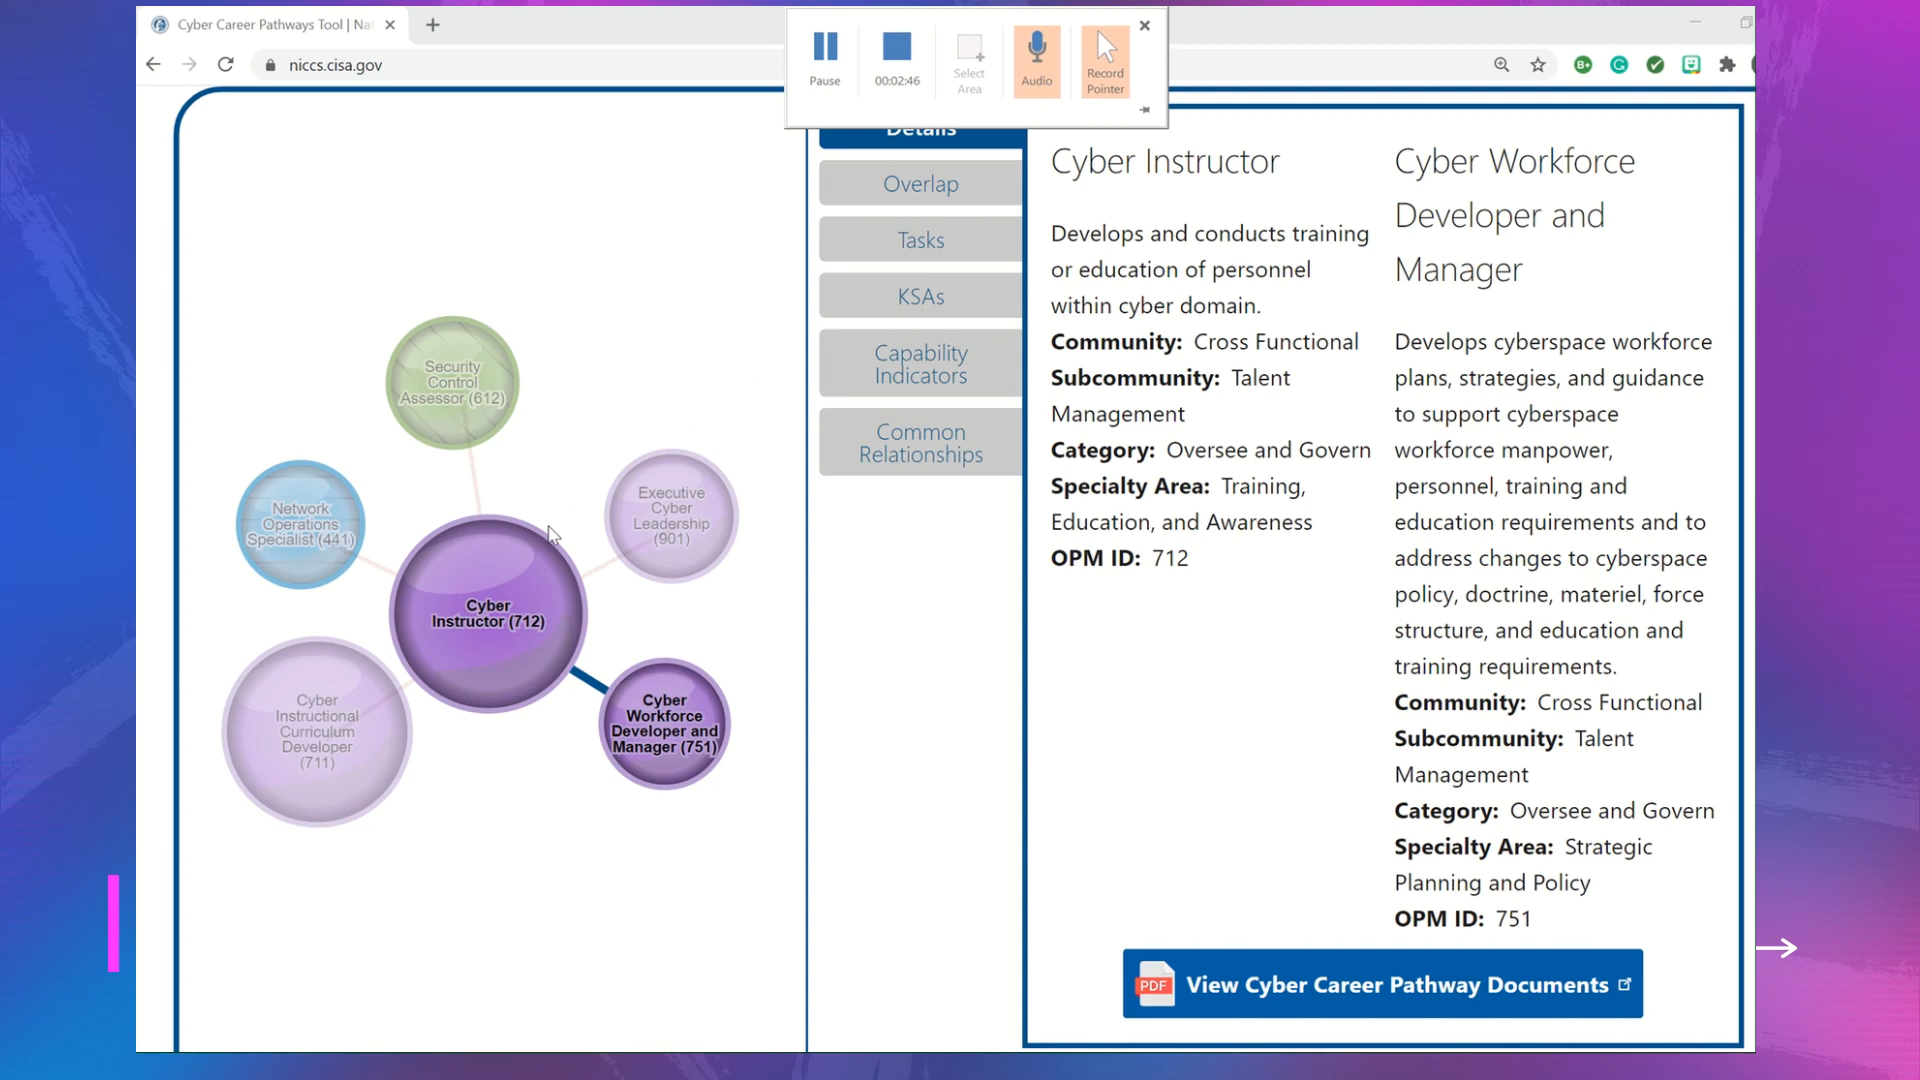 Cyber Career Pathways Tool | Nat
niccs.cisa.gov
Pause
00:02:46
Select
Area
Audio
Record
Pointer
B+
Security
Control
Assessor (612)
Network
Operations
Specialist (441)
Executive
Cyber
Leadership
(901)
Cyber
Instructor (712)
Cyber
Instructional
Curriculum
Developer
(711)
Cyber
Workforce
Developer and
Manager (751)
Details
Overlap
Tasks
KSAs
Capability
Indicators
Common
Relationships
Cyber Instructor
Develops and conducts training
or education of personnel
within cyber domain.
Community: Cross Functional
Subcommunity: Talent
Management
Category: Oversee and Govern
Specialty Area: Training,
Education, and Awareness
OPM ID: 712
Cyber Workforce
Developer and
Manager
Develops cyberspace workforce
plans, strategies, and guidance
to support cyberspace
workforce manpower,
personnel, training and
education requirements and to
address changes to cyberspace
policy, doctrine, materiel, force
structure, and education and
training requirements.
Community: Cross Functional
Subcommunity: Talent
Management
Category: Oversee and Govern
Specialty Area: Strategic
Planning and Policy
OPM ID: 751
PDF View Cyber Career Pathway Documents